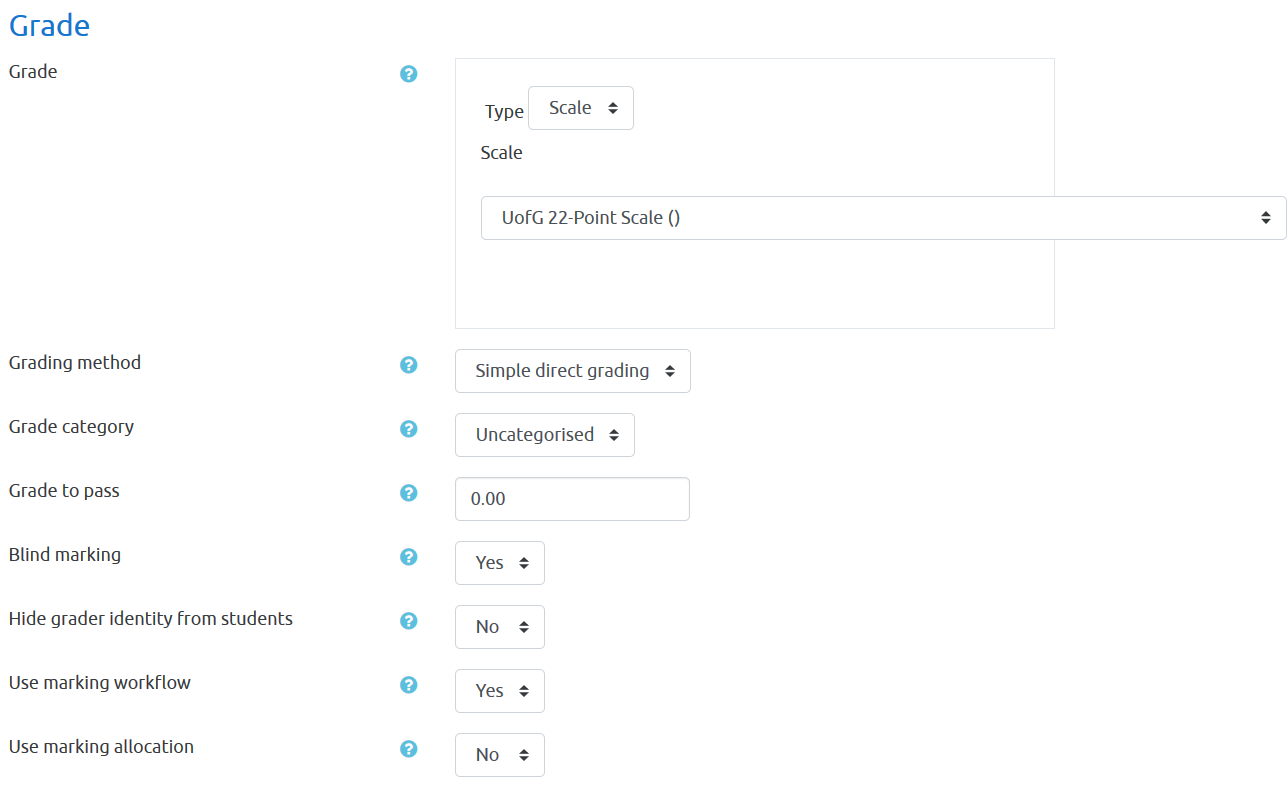 Grade
Grade
Type Scale
Scale
UofG 22-Point Scale ()
Grading method Simple direct grading
Grade category Uncategorised
Grade to pass 0.00
Blind marking Yes
Hide grader identity from students No
Use marking workflow Yes
Use marking allocation No